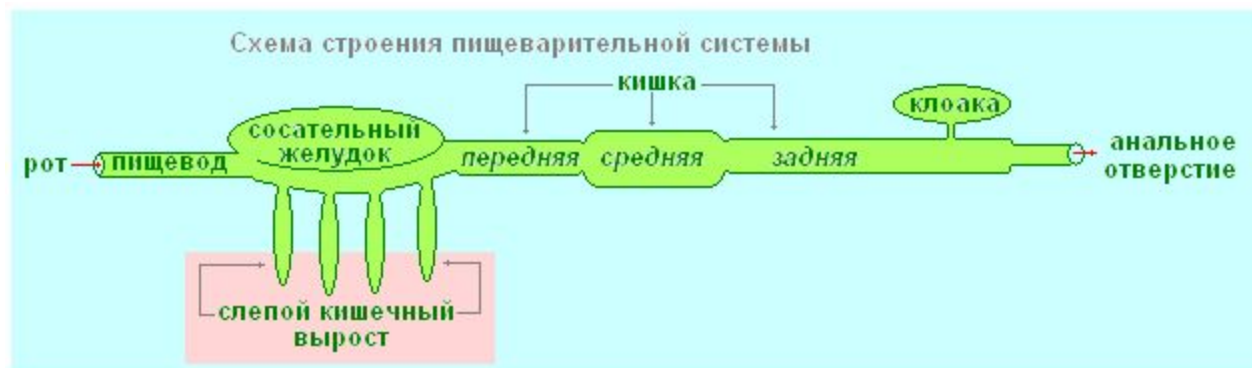 Схема строения пищеварительной системы
кишка
клоака
сосательный
желудок
рот
пищевод
передняя
средняя
задняя
анальное
отверстие
слепой кишечный
вырост